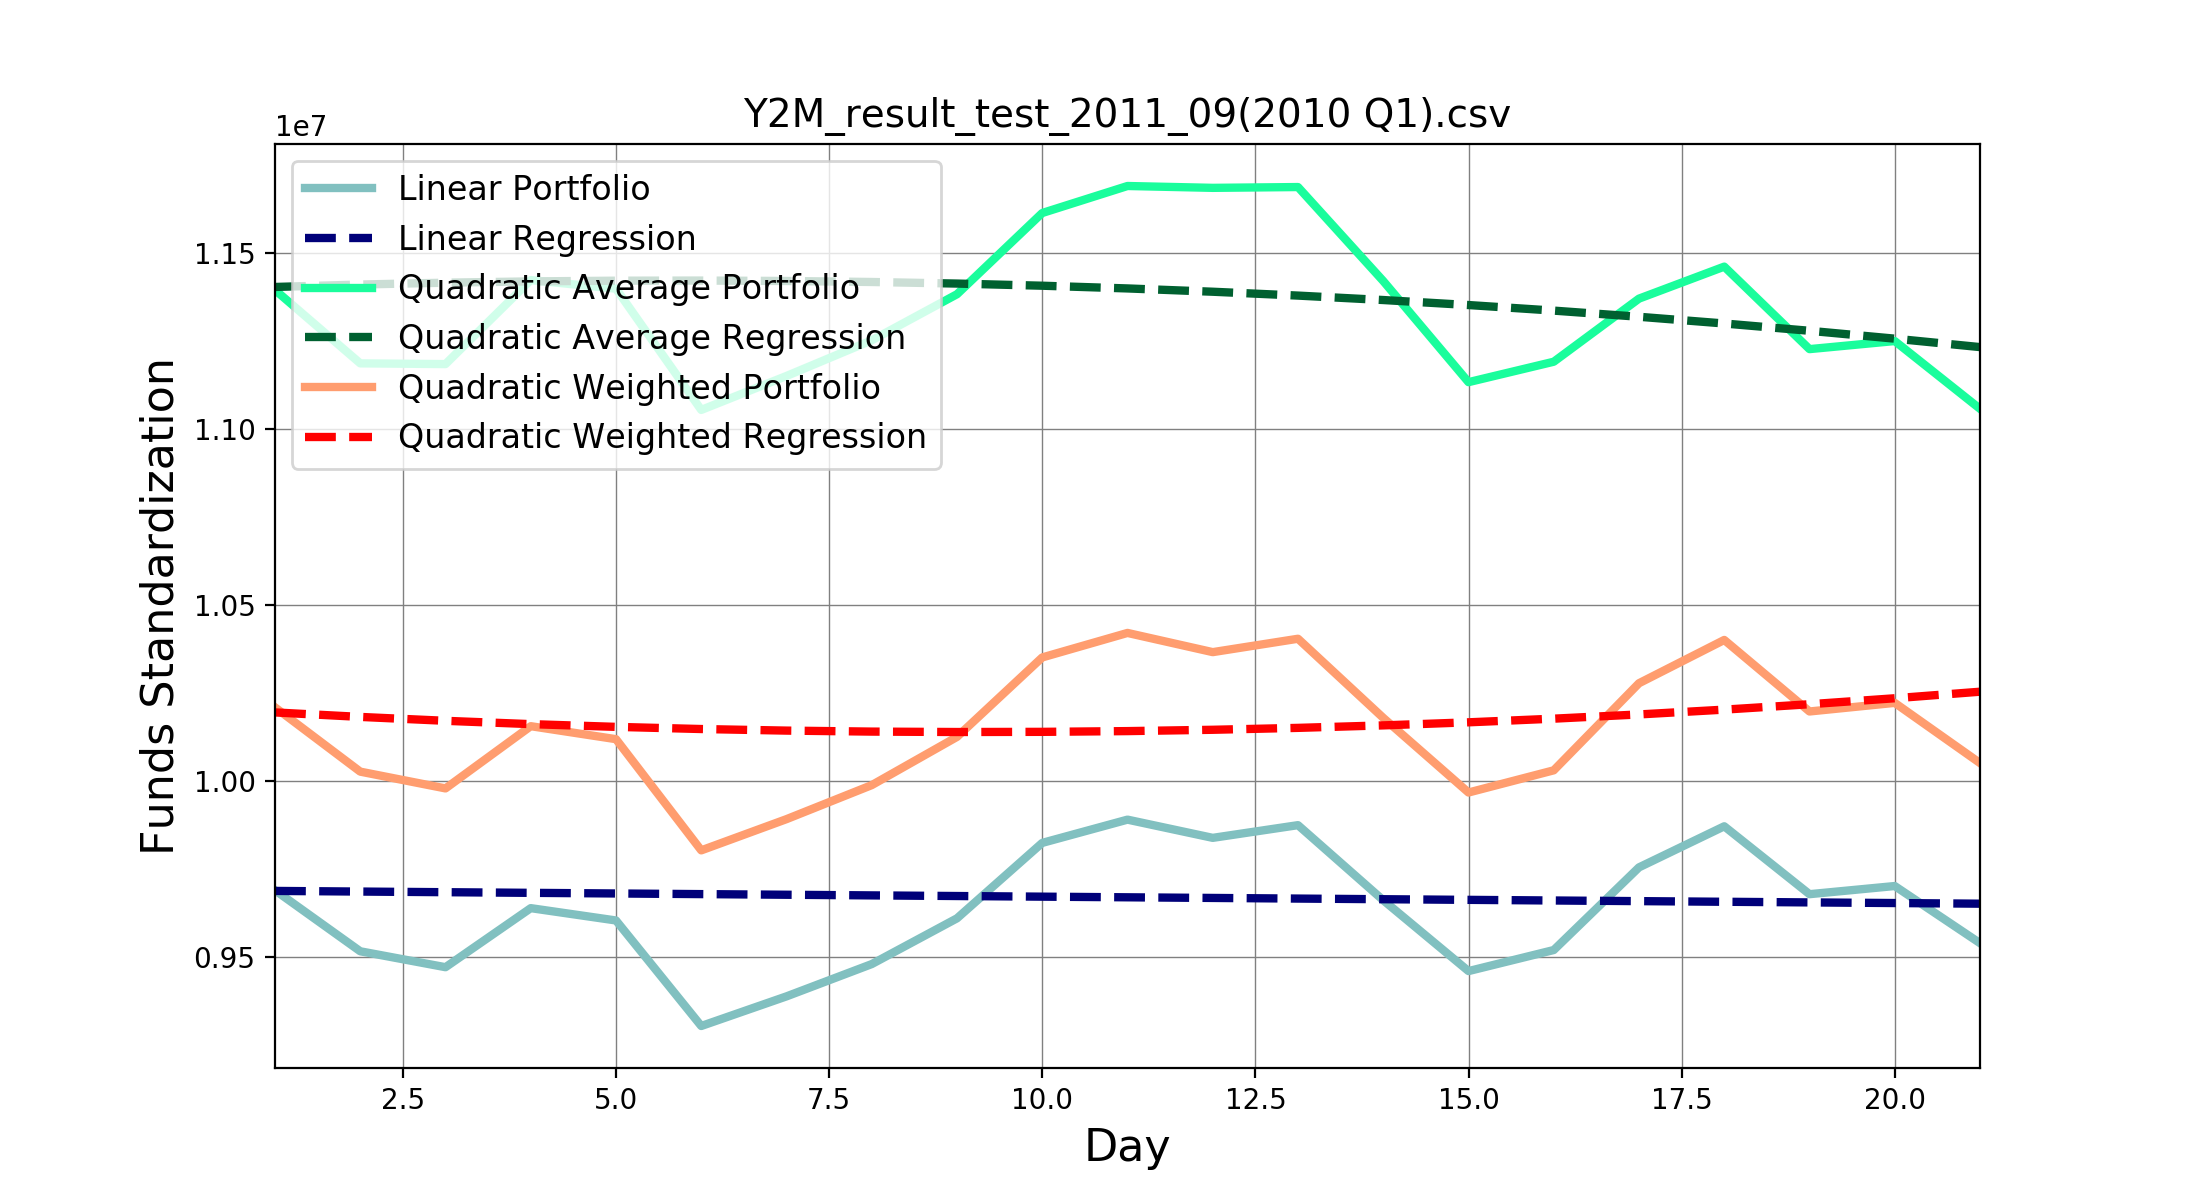 Y2M_result_test_2011_09(2010 Q1).csv
1e7
Linear Portfolio
Linear Regression
Quadratic Average Portfolio
Quadratic Average Regression
Quadratic Weighted Portfolio
Quadratic Weighted Regression
1.15
1.10
1.05
1.00
0.95
Funds Standardization
2.5 5.0 7.5 10.0 12.5 15.0 17.5 20.0
Day